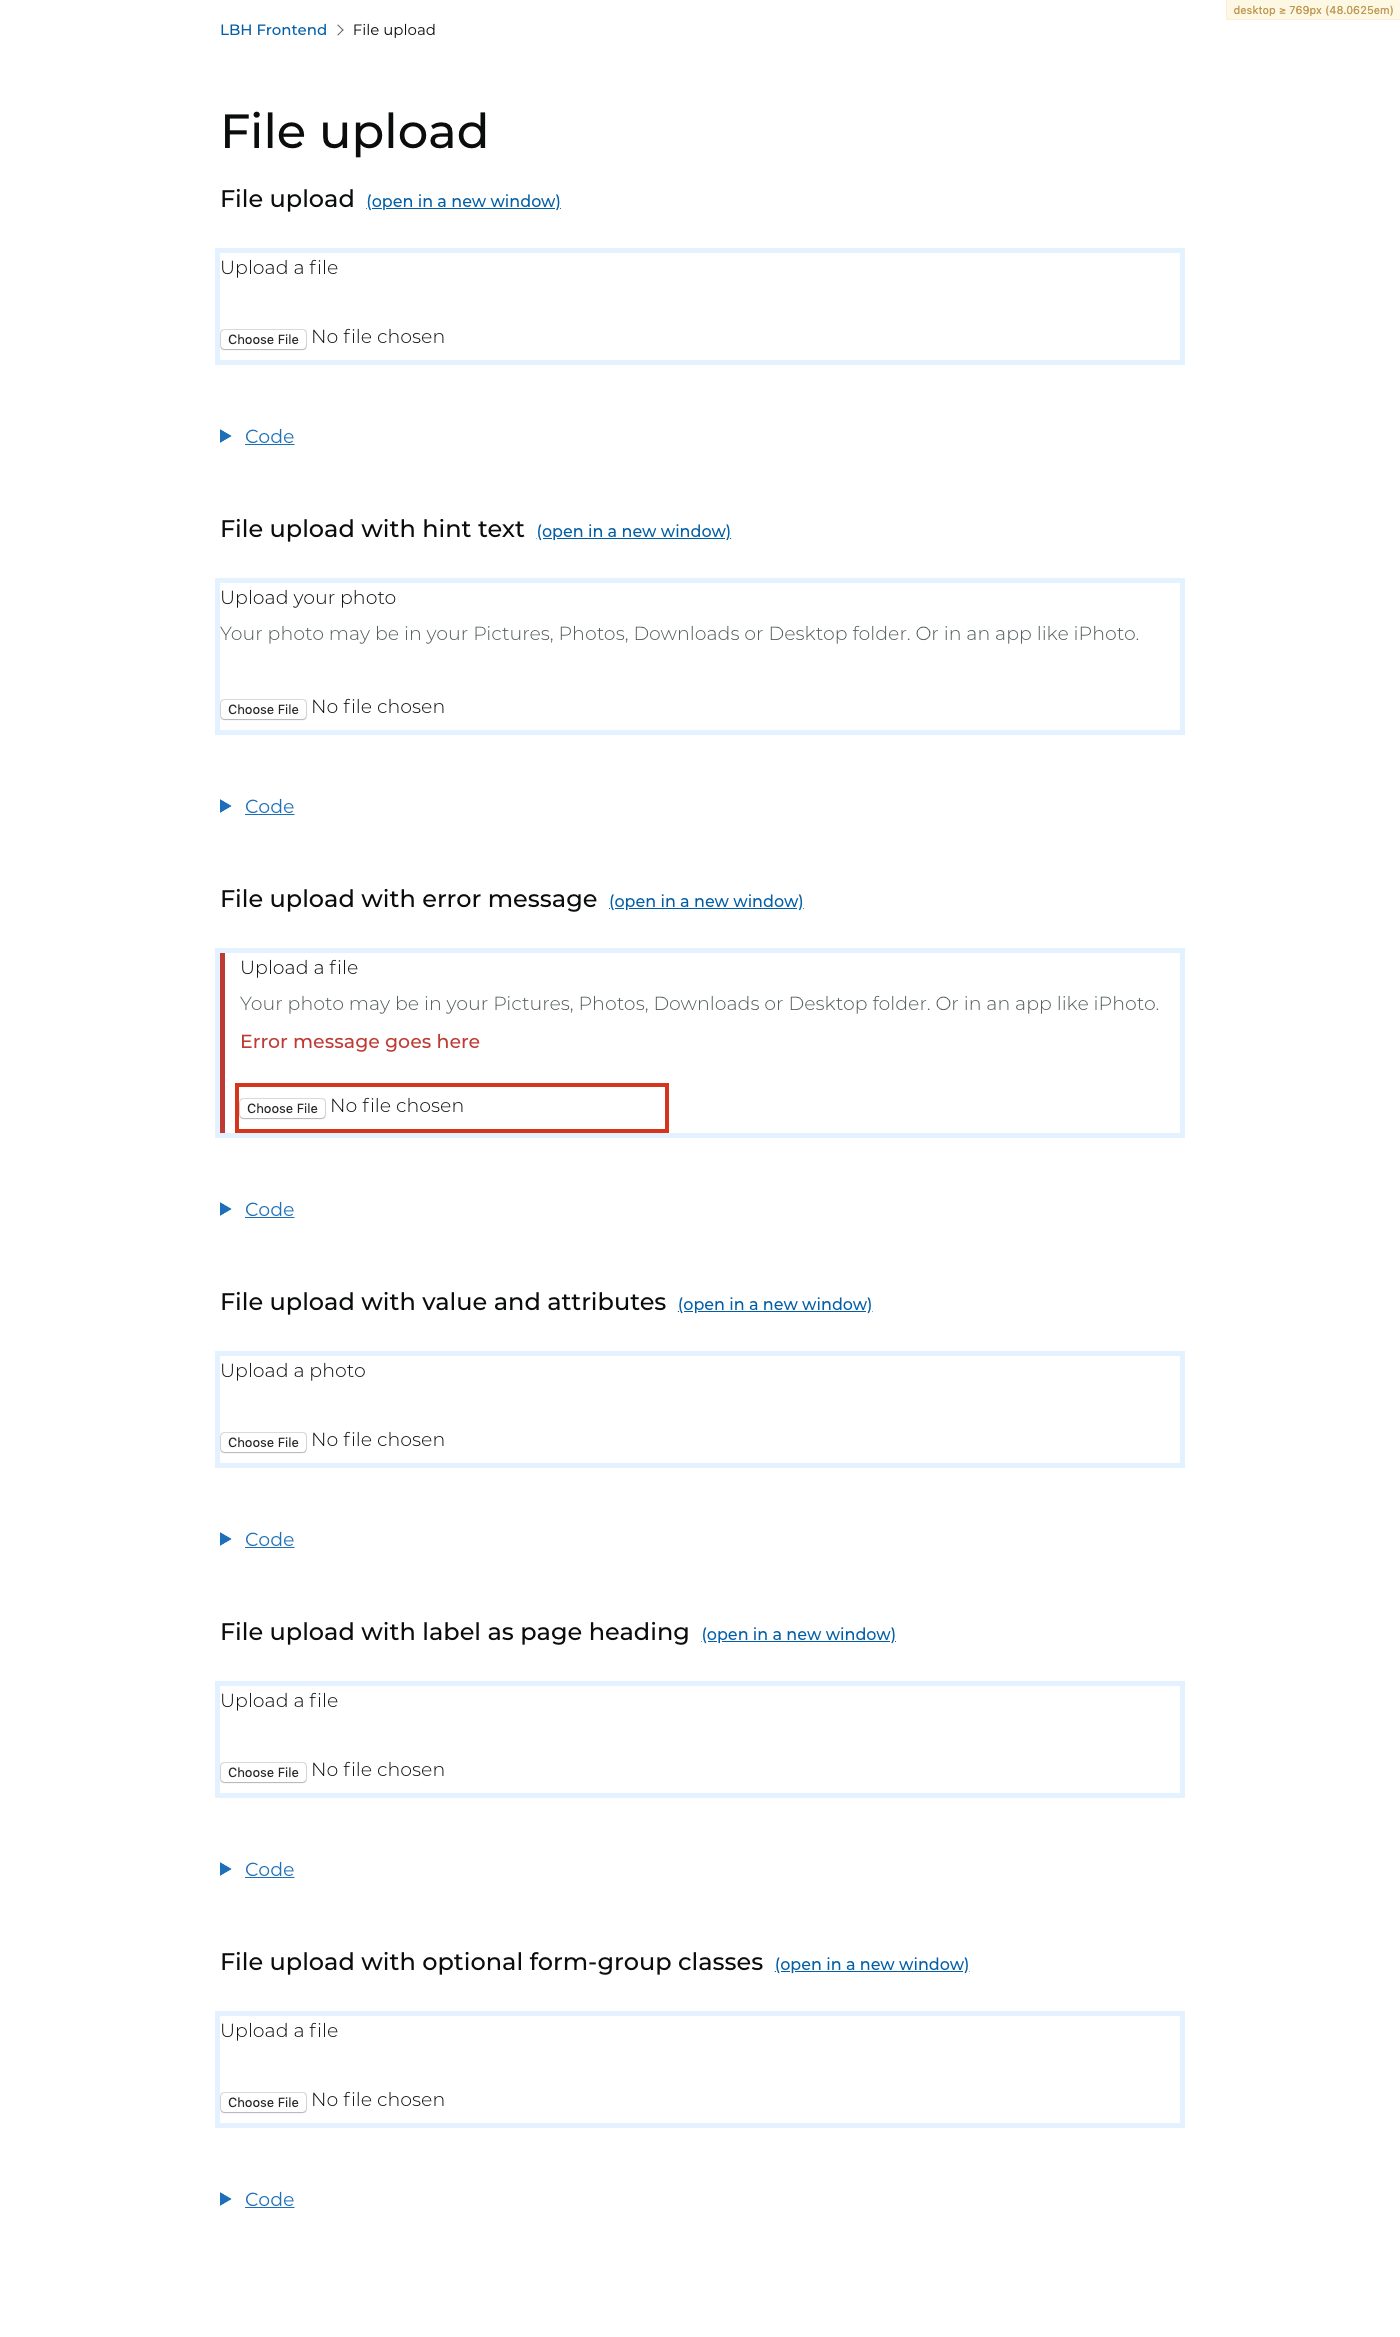 desktop ≥ 769px (48.0625em)
LBH Frontend > File upload
File upload
File upload (open in a new window)
Upload a file
Choose File No file chosen
Code
File upload with hint text (open in a new window)
Upload your photo
Your photo may be in your Pictures, Photos, Downloads or Desktop folder. Or in an app like iPhoto.
Choose File No file chosen
Code
File upload with error message (open in a new window)
Upload a file
Your photo may be in your Pictures, Photos, Downloads or Desktop folder. Or in an app like iPhoto.
Error message goes here
Choose File No file chosen
Code
File upload with value and attributes (open in a new window)
Upload a photo
Choose File No file chosen
Code
File upload with label as page heading (open in a new window)
Upload a file
Choose File No file chosen
Code
File upload with optional form-group classes (open in a new window)
Upload a file
Choose File No file chosen
Code